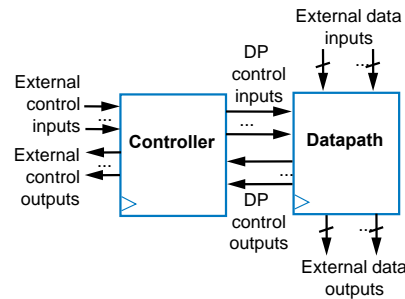 External data
inputs
...
DP
control
inputs
External
control
inputs
...
Controller
...
Datapath
External
control
outputs
...
...
DP
control
outputs
...
External data
outputs